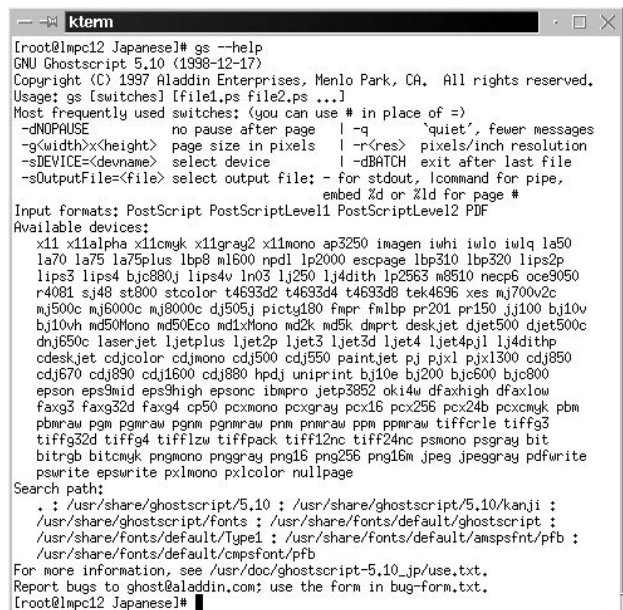 kterm
[root@lmpc12 Japanese]# gs --help
GNU Ghostscript 5.10 (1998-12-17)
Copyright (C) 1997 Aladdin Enterprises, Menlo Park, CA.  All rights reserved.
Usage: gs [switches] [file1.ps file2.ps ...]
Most frequently used switches: (you can use # in place of =)
 -dNOPAUSE           no pause after page   | -q       `quiet', fewer messages
 -g<width>x<height>  page size in pixels   | -r<res>  pixels/inch resolution
 -sDEVICE=<devname>  select device         | -dBATCH  exit after last file
 -sOutputFile=<file> select output file: - for stdout, |command for pipe,
                                         embed %d or %ld for page #
Input formats: PostScript PostScriptLevel1 PostScriptLevel2 PDF
Available devices:
   x11 x11alpha x11cmyk x11gray2 x11mono ap3250 imagen iwhi iwlo iwlq la50
   la70 la75 la75plus lbp8 ml600 npdl lp2000 escpage lbp310 lbp320 lips2p
   lips3 lips4 bjc880j lips4v ln03 lj250 lj4dith lp2563 m8510 necp6 oce9050
   r4081 sj48 st800 stcolor t4693d2 t4693d4 t4693d8 tek4696 xes mj700v2c
   mj500c mj6000c mj8000c dj505j picty180 fmpr fmlbp pr201 pr150 jj100 bj10v
   bj10vh md50Mono md50Eco md1xMono md2k md5k dmprt deskjet djet500 djet500c
   dnj650c laserjet ljetplus ljet2p ljet3 ljet3d ljet4 ljet4pjl lj4dithp
   cdeskjet cdjcolor cdjmono cdj500 cdj550 paintjet pj pjxl pjxl300 cdj850
   cdj670 cdj890 cdj1600 cdj880 hpdj uniprint bj10e bj200 bjc600 bjc800
   epson eps9mid eps9high epsonc ibmpro jetp3852 oki4w dfaxhigh dfaxlow
   faxg3 faxg32d faxg4 cp50 pcxmono pcxgray pcx16 pcx256 pcx24b pcxcmyk pbm
   pbmraw pgm pgmraw pgnm pgnmraw pnm pnmraw ppm ppmraw tiffcrle tiffg3
   tiffg32d tiffg4 tifflzw tiffpack tiff12nc tiff24nc psmono psgray bit
   bitrgb bitcmyk pngmono pnggray png16 png256 png16m jpeg jpeggray pdfwrite
   pswrite epswrite pxlmono pxlcolor nullpage
Search path:
   . : /usr/share/ghostscript/5.10 : /usr/share/ghostscript/5.10/kanji :
   /usr/share/ghostscript/fonts : /usr/share/fonts/default/ghostscript :
   /usr/share/fonts/default/Type1 : /usr/share/fonts/default/amspsfnt/pfb :
   /usr/share/fonts/default/cmpsfont/pfb
For more information, see /usr/doc/ghostscript-5.10_jp/use.txt.
Report bugs to ghost@aladdin.com; use the form in bug-form.txt.
[root@lmpc12 Japanese]#